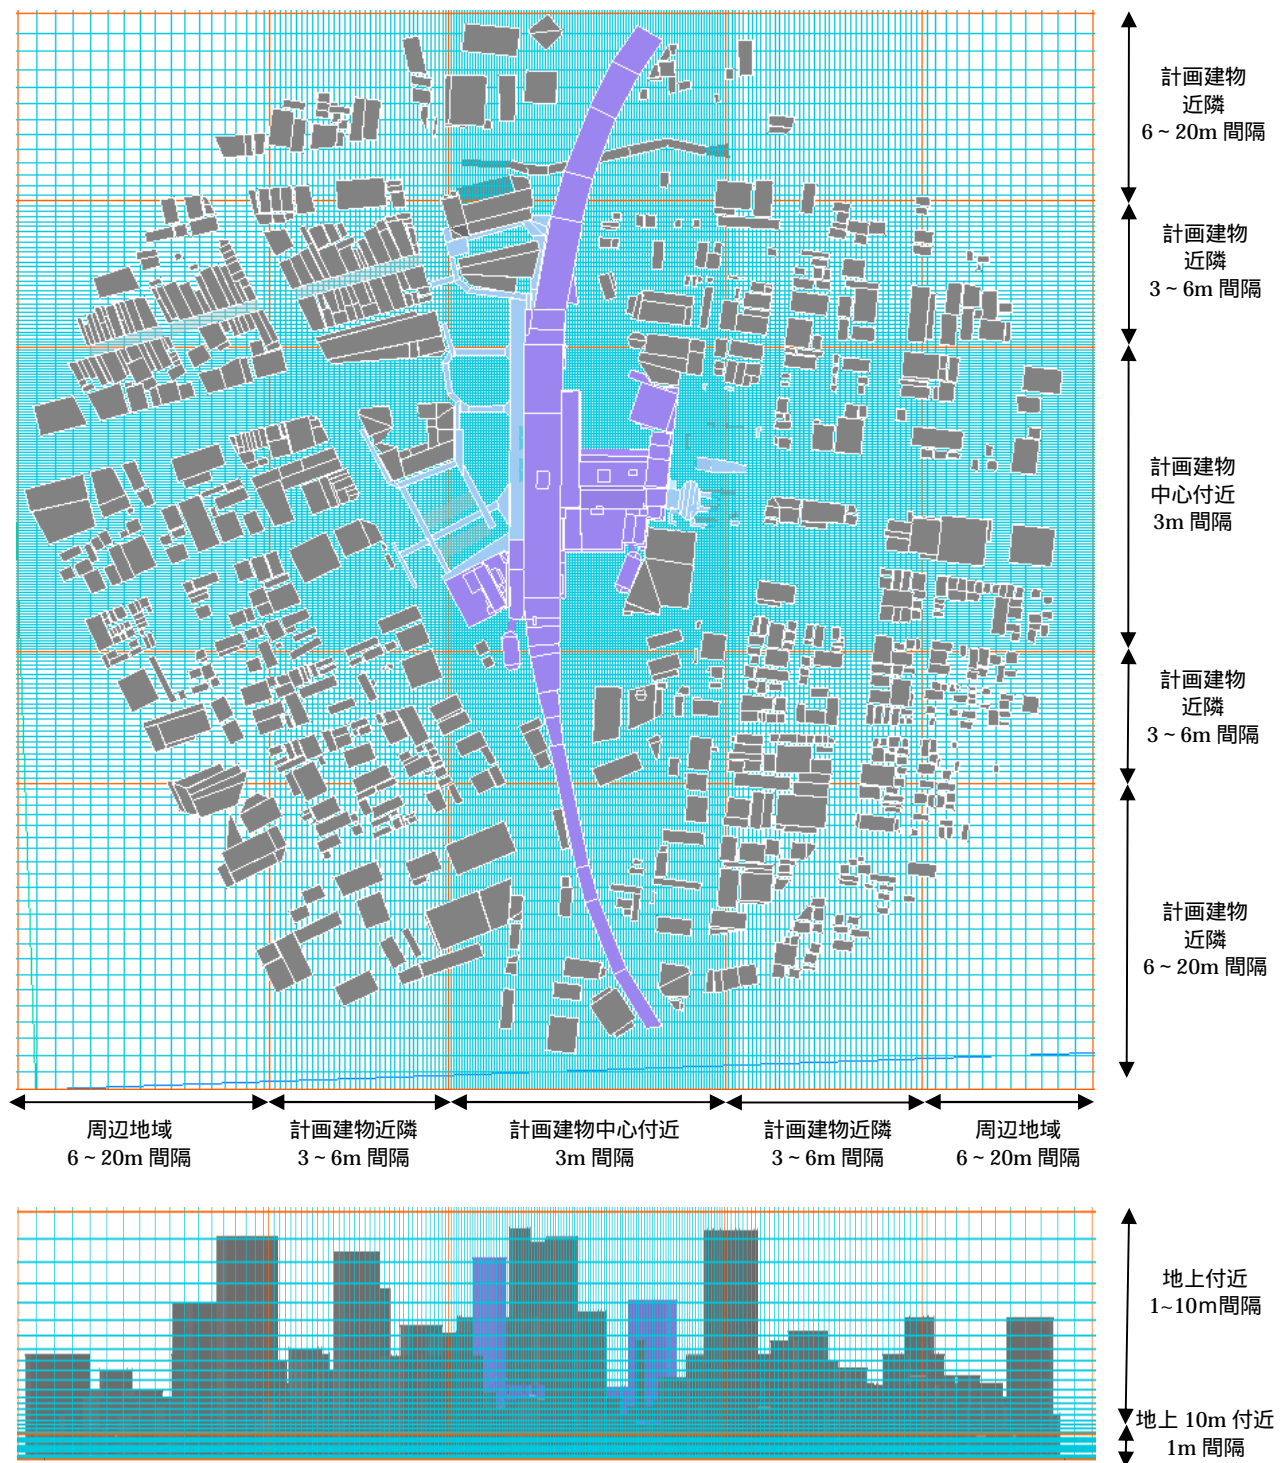 計画建物
近隣
6 ~ 20m 間隔
計画建物
近隣
3 ~ 6m 間隔
計画建物
中心付近
3m 間隔
計画建物
近隣
3 ~ 6m 間隔
計画建物
近隣
6 ~ 20m 間隔
周辺地域
6 ~ 20m 間隔
計画建物近隣
3 ~ 6m 間隔
計画建物中心付近
3m 間隔
計画建物近隣
3 ~ 6m 間隔
周辺地域
6 ~ 20m 間隔
地上付近
1~10m間隔
地上 10m 付近
1m 間隔